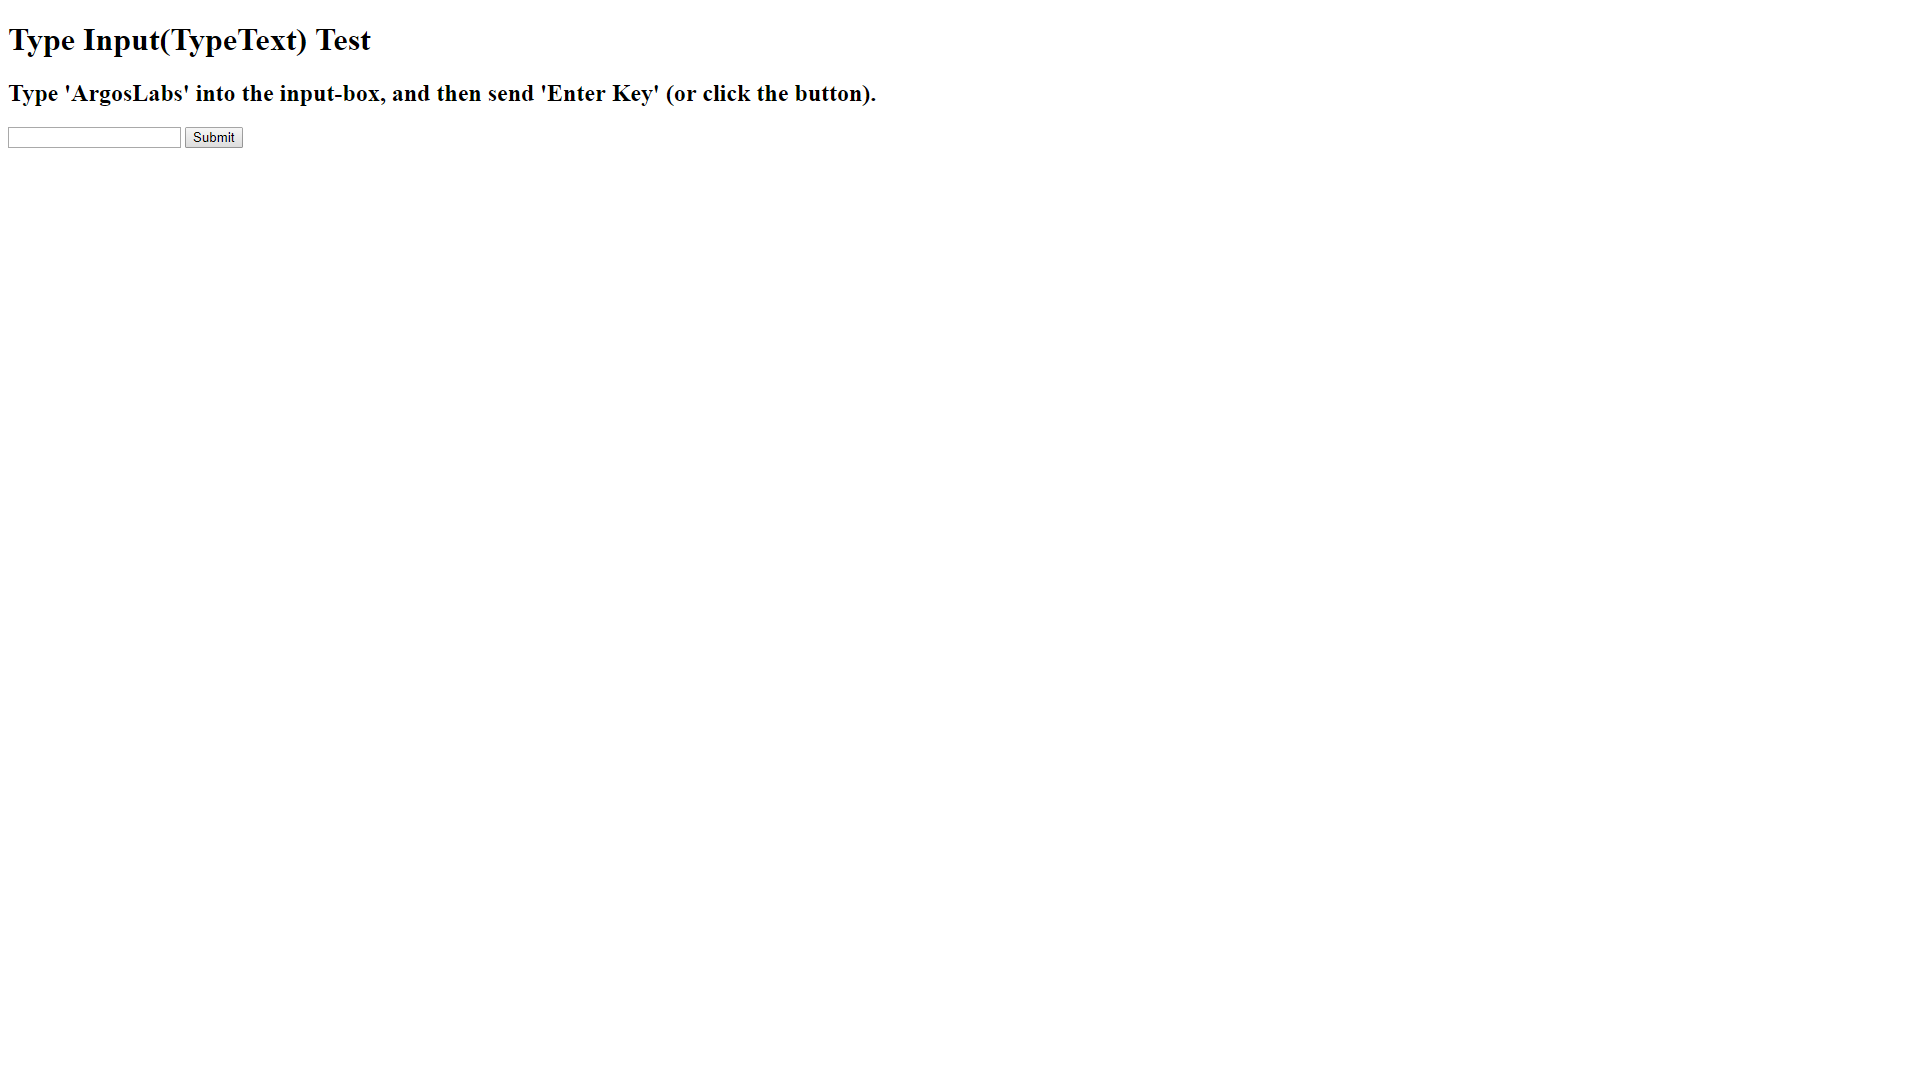 Type Input(TypeText) Test
Type 'ArgosLabs' into the input-box, and then send 'Enter Key' (or click the button).
Submit